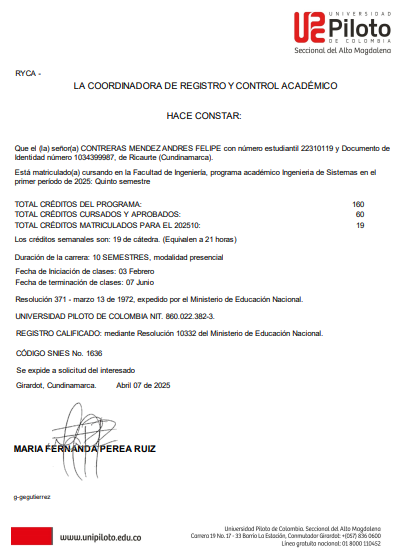 UNIVERSIDAD
Piloto
DE COLOMBIA
Seccional del Alto Magdalena
RYCA -
LA COORDINADORA DE REGISTRO Y CONTROL ACADÉMICO
HACE CONSTAR:
Que el (la) señor(a) CONTRERAS MENDEZ ANDRES FELIPE con número estudiantil 22310119 y Documento de
Identidad número 1034399987, de Ricaurte (Cundinamarca).
Está matriculado(a) cursando en la Facultad de Ingeniería, programa académico Ingenieria de Sistemas en el
primer período de 2025: Quinto semestre
TOTAL CRÉDITOS DEL PROGRAMA: 160
TOTAL CRÉDITOS CURSADOS Y APROBADOS: 60
TOTAL CRÉDITOS MATRICULADOS PARA EL 202510: 19
Los créditos semanales son: 19 de cátedra. (Equivalen a 21 horas)
Duración de la carrera: 10 SEMESTRES, modalidad presencial
Fecha de Iniciación de clases: 03 Febrero
Fecha de terminación de clases: 07 Junio
Resolución 371 - marzo 13 de 1972, expedido por el Ministerio de Educación Nacional.
UNIVERSIDAD PILOTO DE COLOMBIA NIT. 860.022.382-3.
REGISTRO CALIFICADO: mediante Resolución 10332 del Ministerio de Educación Nacional.
CÓDIGO SNIES No. 1636
Se expide a solicitud del interesado
Girardot, Cundinamarca. Abril 07 de 2025
MARIA FERNANDA PEREA RUIZ
g-gegutierrez
www.unipiloto.edu.co
Universidad Piloto de Colombia. Seccional del Alto Magdalena
Carrera 19 No. 17 - 33 Barrio La Estación, Conmutador Girardot: +(057) 836 0600
Línea gratuita nacional: 01 8000 110452